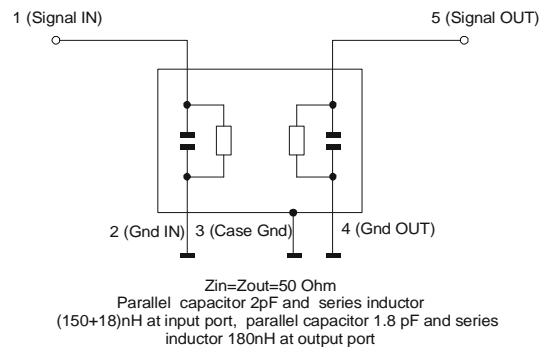 1 (Signal IN)
5 (Signal OUT)
2 (Gnd IN)
3 (Case Gnd)
4 (Gnd OUT)
Zin=Zout=50 Ohm
Parallel capacitor 2pF and series inductor
(150+18)nH at input port, parallel capacitor 1.8 pF and series
inductor 180nH at output port